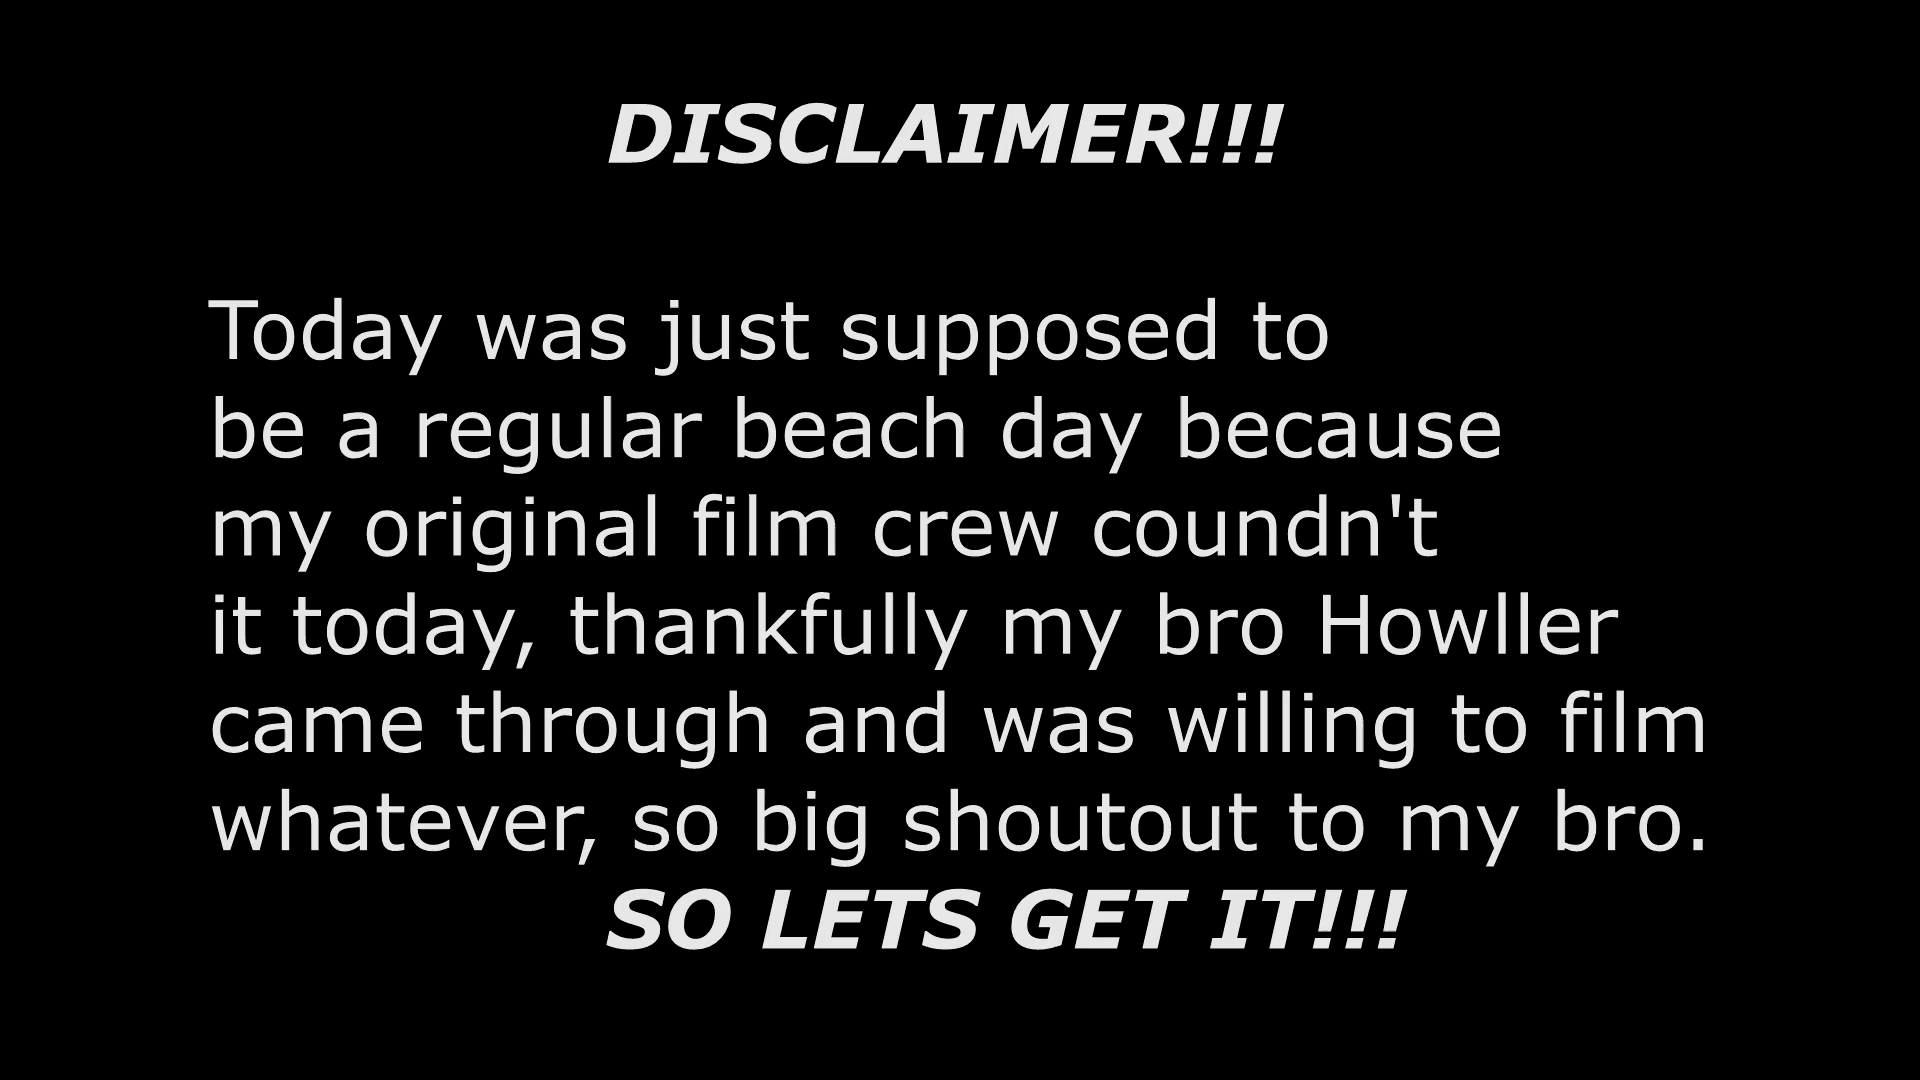 DISCLAIMER!!!
Today was just supposed to
be a regular beach day because
my original film crew coundn't
it today, thankfully my bro Howller
came through and was willing to film
whatever, so big shoutout to my bro.
SO LETS GET IT!!!